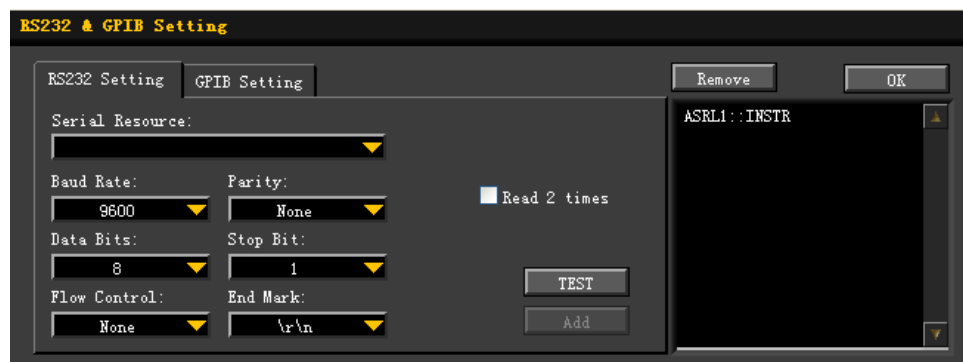 RS232 & GPIB Setting
RS232 Setting
GPIB Setting
Remove
OK
Serial Resource:
ASRL1::INSTR
Baud Rate:
Parity:
9600
None
Read 2 times
Data Bits:
Stop Bit:
8
1
TEST
Flow Control:
End Mark:
None
\r\n
Add